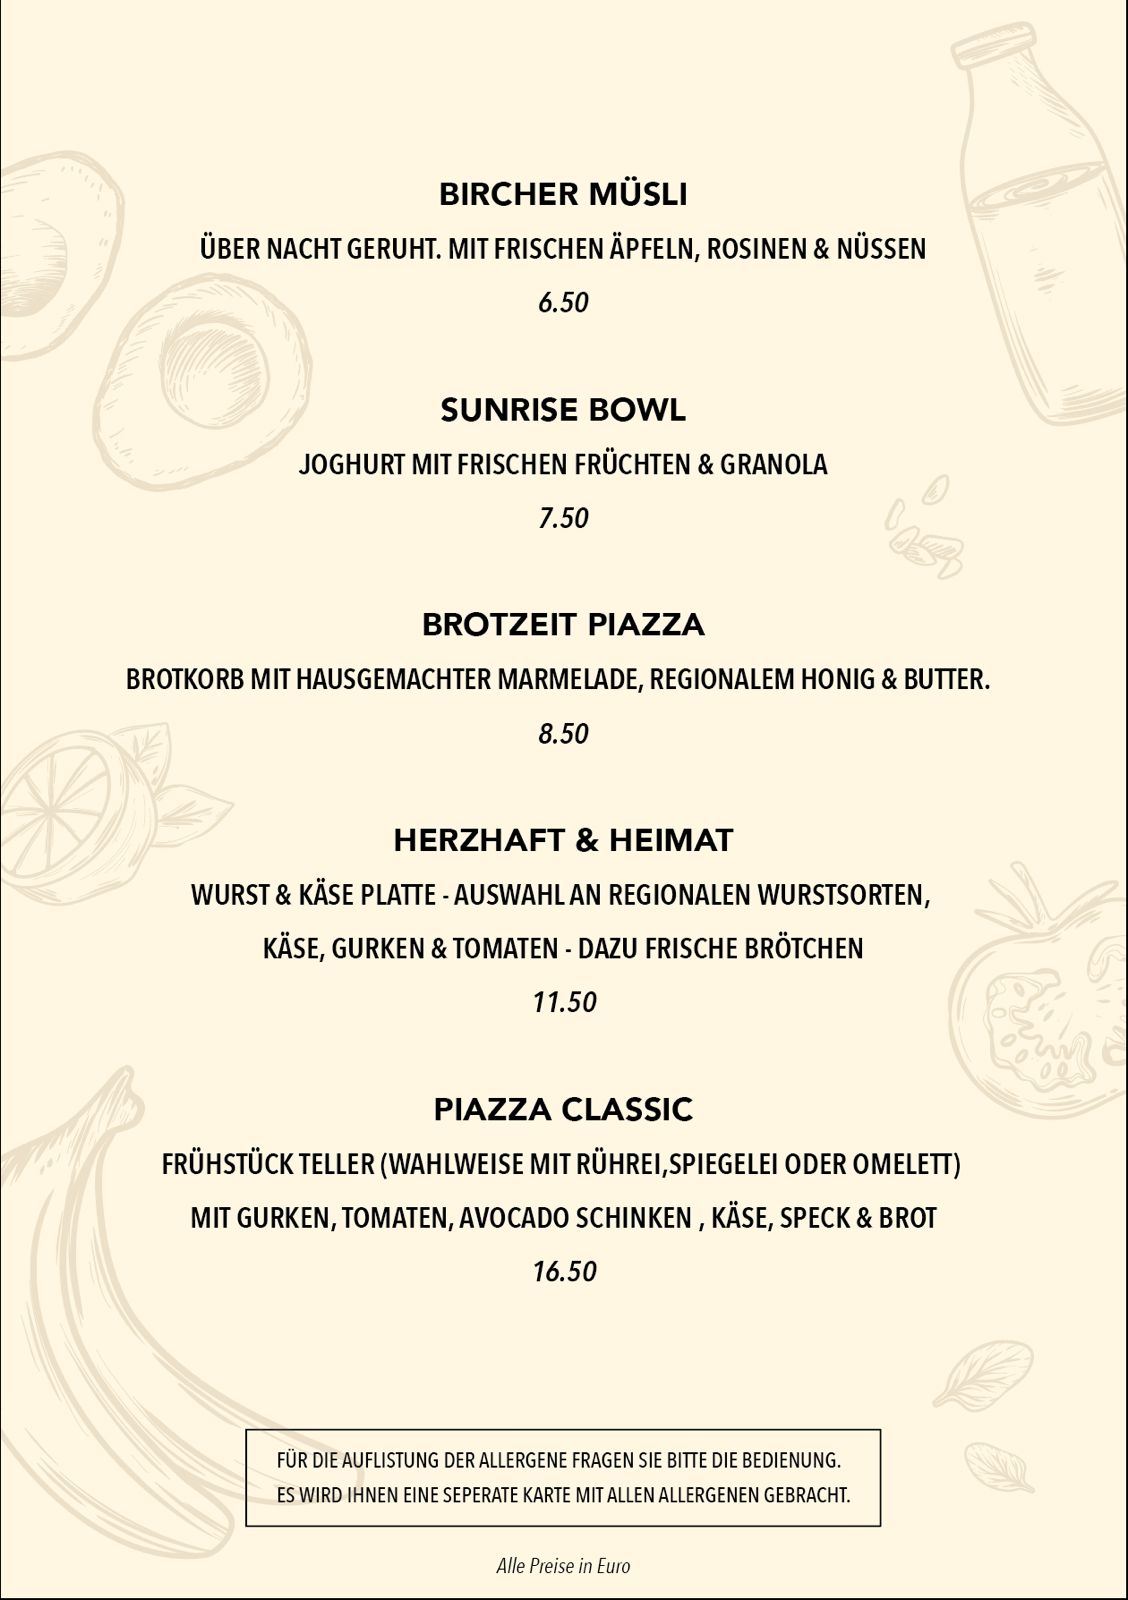 BIRCHER MÜSLI
ÜBER NACHT GERUHT. MIT FRISCHEN ÄPFELN, ROSINEN & NÜSSEN
6.50
SUNRISE BOWL
JOGHURT MIT FRISCHEN FRÜCHTEN & GRANOLA
7.50
BROTZEIT PIAZZA
BROTKORB MIT HAUSGEMACHTER MARMELADE, REGIONALEM HONIG & BUTTER.
8.50
HERZHAFT & HEIMAT
WURST & KÄSE PLATTE - AUSWAHL AN REGIONALEN WURSTSORTEN,
KÄSE, GURKEN & TOMATEN - DAZU FRISCHE BRÖTCHEN
11.50
PIAZZA CLASSIC
FRÜHSTÜCK TELLER (WAHLWEISE MIT RÜHREI,SPIEGELEI ODER OMELETT)
MIT GURKEN, TOMATEN, AVOCADO SCHINKEN , KÄSE, SPECK & BROT
16.50
FÜR DIE AUFLISTUNG DER ALLERGENE FRAGEN SIE BITTE DIE BEDIENUNG.
ES WIRD IHNEN EINE SEPERATE KARTE MIT ALLEN ALLERGENEN GEBRACHT.
Alle Preise in Euro